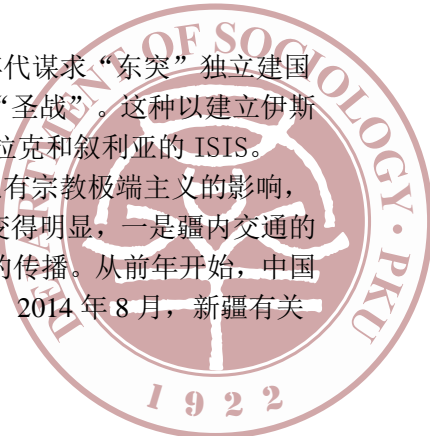 年代谋求“东突”独立建国
“圣战”。这种以建立伊斯
拉克和叙利亚的 ISIS。
有宗教极端主义的影响，
变得明显，一是疆内交通的
的传播。从前年开始，中国
2014 年 8 月，新疆有关
DEPARTMENT OF SOCIOLOGY · PKU
1922